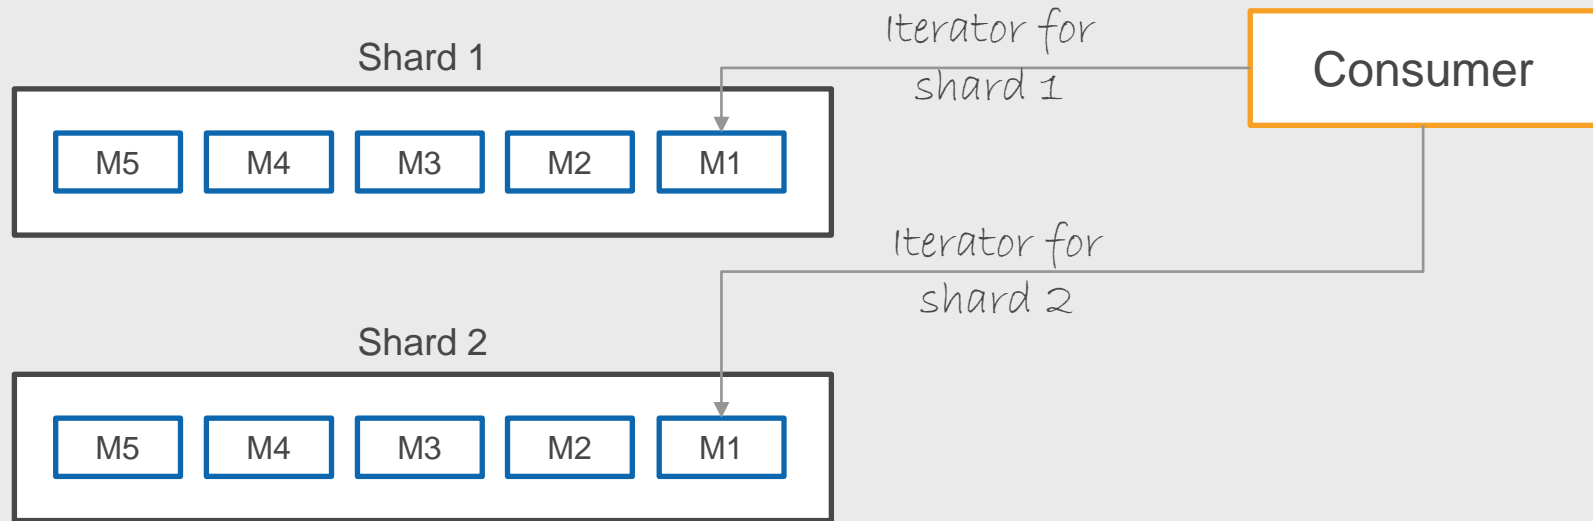 Iterator for
shard 1
Consumer
Shard 1
M5 M4 M3 M2 M1
Iterator for
shard 2
Shard 2
M5 M4 M3 M2 M1